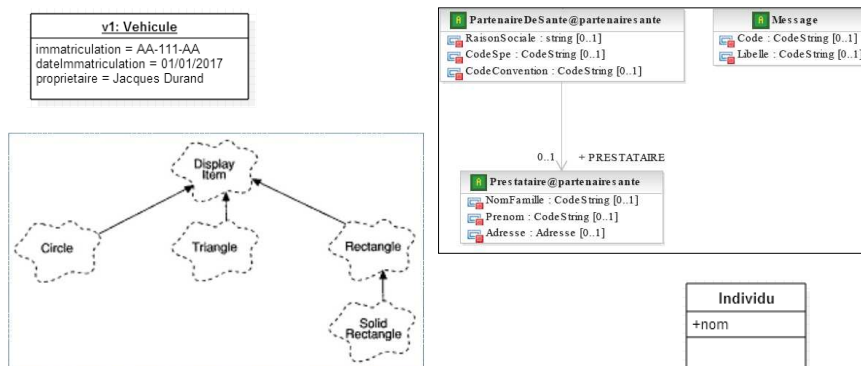 v1: Vehicule
immatriculation = AA-111-AA
dateImmatriculation = 01/01/2017
proprietaire = Jacques Durand
A PartenaireDeSante@partenairesante
RaisonSociale : string [0..1]
CodeSpe : CodeString [0..1]
CodeConvention : CodeString [0..1]
A Message
Code : CodeString [0..1]
Libelle : CodeString [0..1]
0..1 + PRESTATAIRE
A Prestataire@partenairesante
NomFamille : CodeString [0..1]
Prenom : CodeString [0..1]
Adresse : Adresse [0..1]
Display
Item
Circle
Triangle
Rectangle
Solid
Rectangle
Individu
+nom